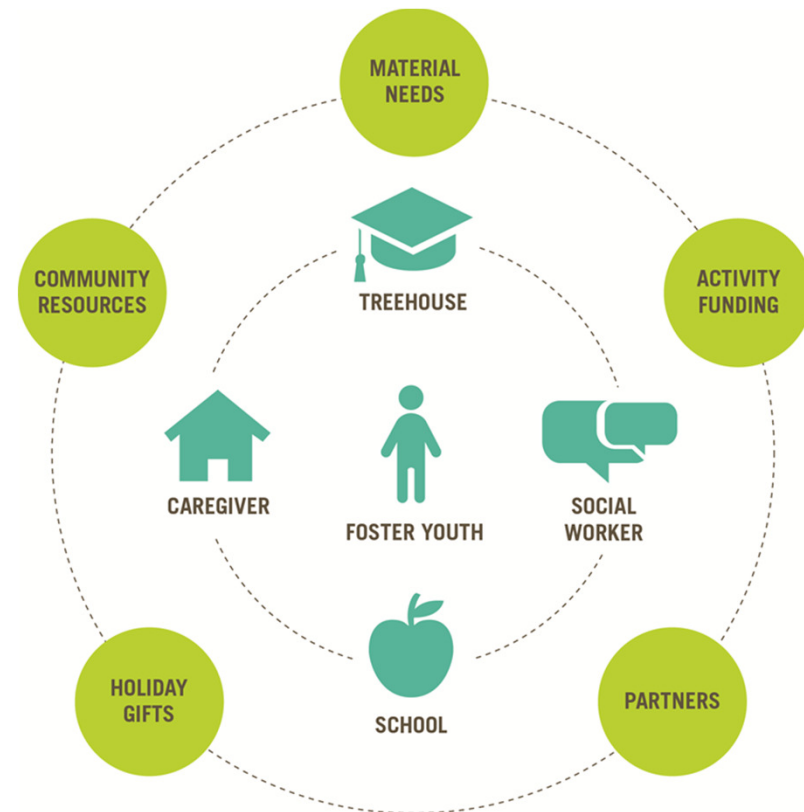 MATERIAL
NEEDS
COMMUNITY
RESOURCES
ACTIVITY
FUNDING
TREEHOUSE
CAREGIVER
FOSTER YOUTH
SOCIAL
WORKER
HOLIDAY
GIFTS
SCHOOL
PARTNERS